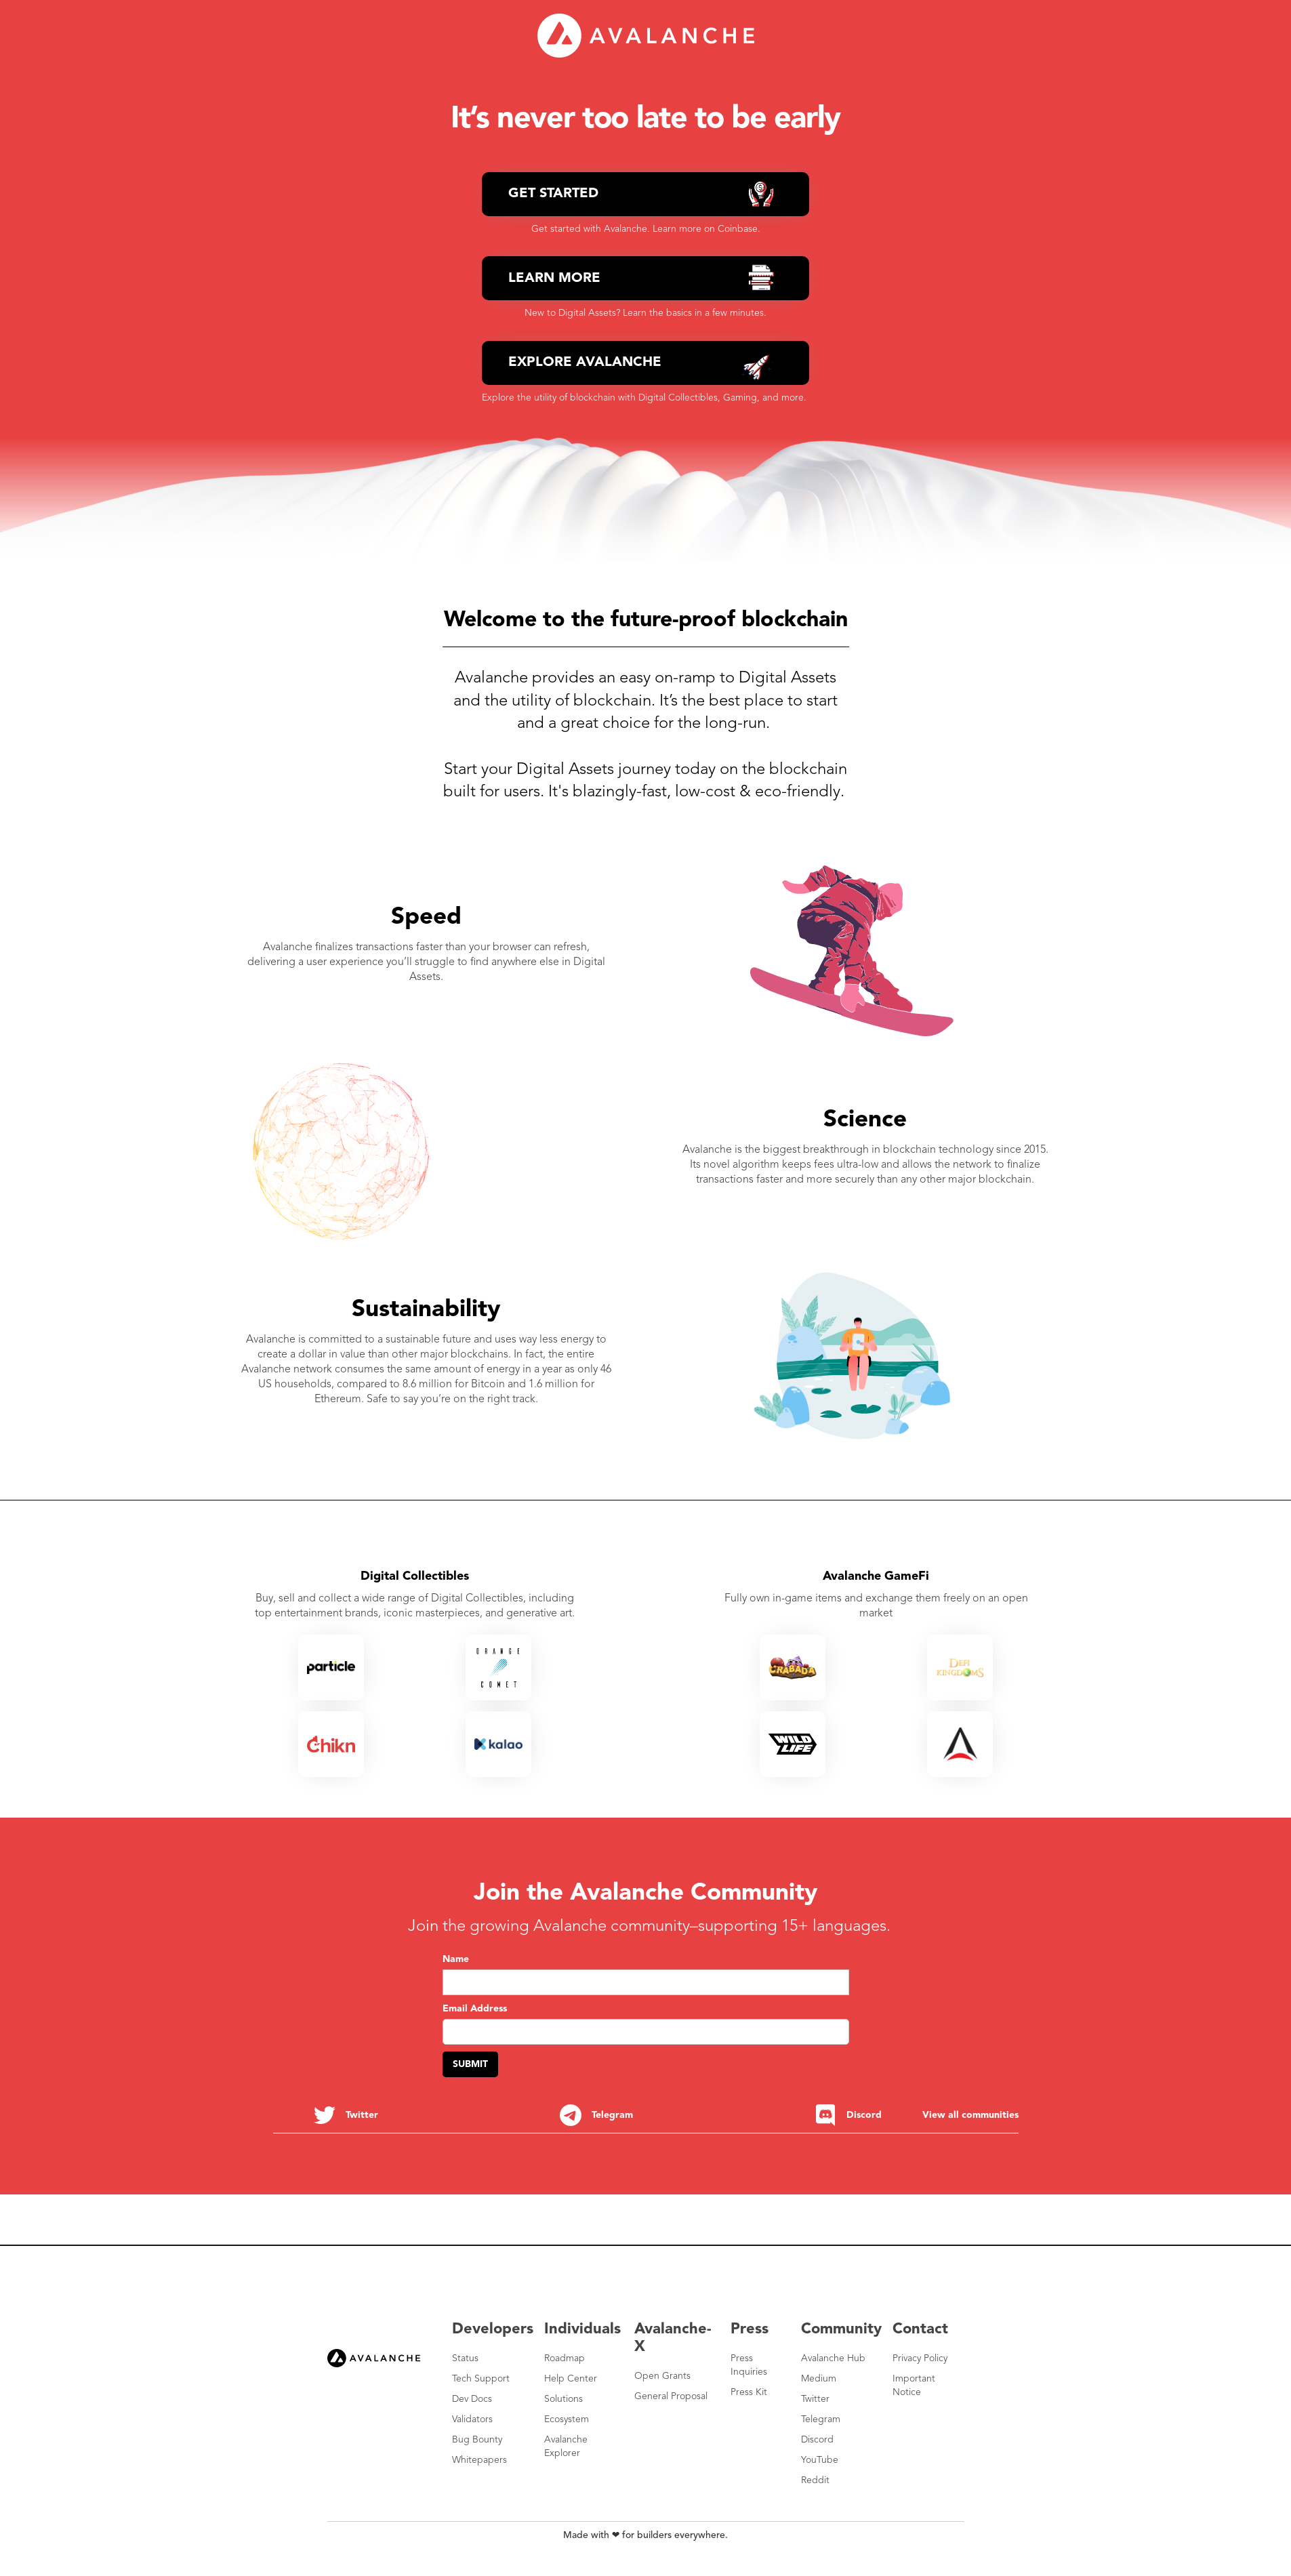 AVALANCHE
It's never too late to be early
GET STARTED
Get started with Avalanche. Learn more on Coinbase.
LEARN MORE
New to Digital Assets? Learn the basics in a few minutes.
EXPLORE AVALANCHE
Explore the utility of blockchain with Digital Collectibles, Gaming, and more.
Welcome to the future-proof blockchain
Avalanche provides an easy on-ramp to Digital Assets
and the utility of blockchain. It's the best place to start
and a great choice for the long-run.
Start your Digital Assets journey today on the blockchain
built for users. It's blazingly-fast, low-cost & eco-friendly.
Speed
Avalanche finalizes transactions faster than your browser can refresh,
delivering a user experience you'll struggle to find anywhere else in Digital
Assets.
Science
Avalanche is the biggest breakthrough in blockchain technology since 2015.
Its novel algorithm keeps fees ultra-low and allows the network to finalize
transactions faster and more securely than any other major blockchain.
Sustainability
Avalanche is committed to a sustainable future and uses way less energy to
create a dollar in value than other major blockchains. In fact, the entire
Avalanche network consumes the same amount of energy in a year as only 46
US households, compared to 8.6 million for Bitcoin and 1.6 million for
Ethereum. Safe to say you're on the right track.
Digital Collectibles
Buy, sell and collect a wide range of Digital Collectibles, including
top entertainment brands, iconic masterpieces, and generative art.
particle
ORANGE
COMET
Chikn
kalao
Avalanche GameFi
Fully own in-game items and exchange them freely on an open
market
CRABADA
DEFI
KINGDOMS
WILD
LIFE
Join the Avalanche Community
Join the growing Avalanche community–supporting 15+ languages.
Name
Email Address
SUBMIT
Twitter
Telegram
Discord
View all communities
AVALANCHE
Developers
Status
Tech Support
Dev Docs
Validators
Bug Bounty
Whitepapers
Individuals
Roadmap
Help Center
Solutions
Ecosystem
Avalanche
Explorer
Avalanche-
X
Open Grants
General Proposal
Press
Press
Inquiries
Press Kit
Community
Avalanche Hub
Medium
Twitter
Telegram
Discord
YouTube
Reddit
Contact
Privacy Policy
Important
Notice
Made with ❤ for builders everywhere.